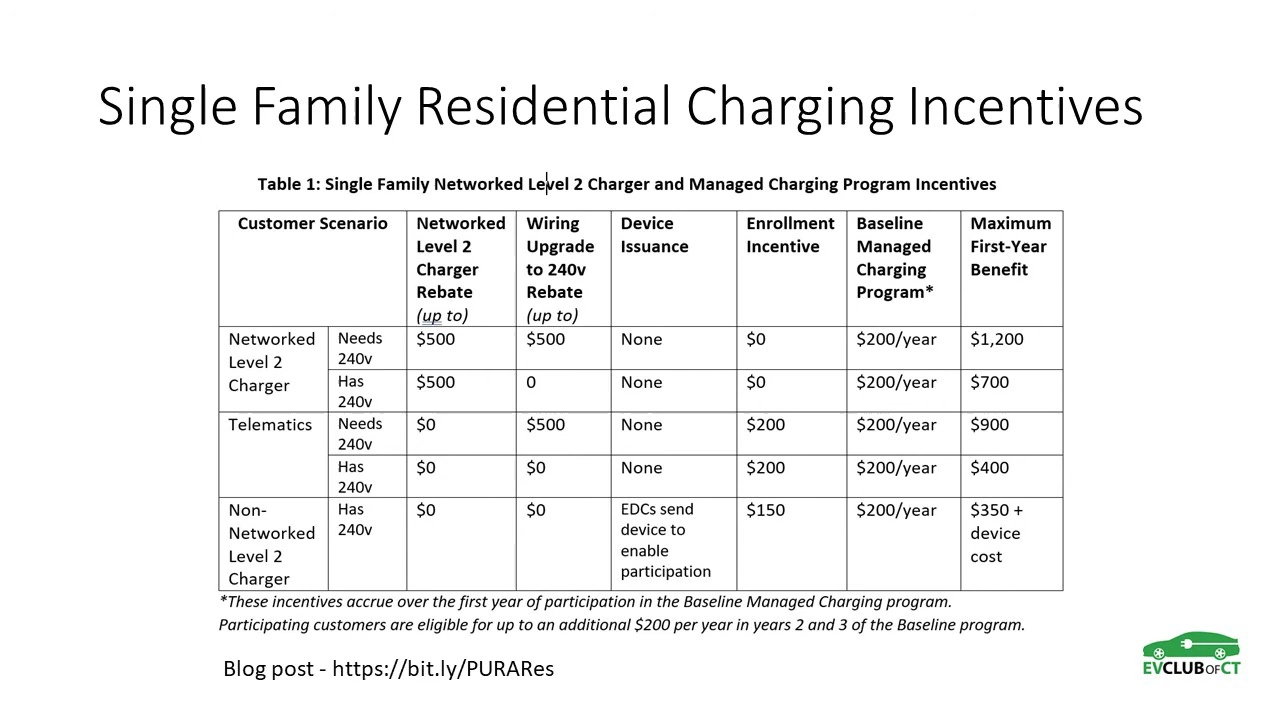 Single Family Residential Charging Incentives
Table 1: Single Family Networked Level 2 Charger and Managed Charging Program Incentives
Customer Scenario
Networked
Level 2
Charger
Rebate
(up to)
Wiring
Upgrade
to 240v
Rebate
(up to)
Device
Issuance
Enrollment
Incentive
Baseline
Managed
Charging
Program*
Maximum
First-Year
Benefit
Networked
Level 2
Charger
Needs
240v
$500
$500
None
$0
$200/year
$1,200
Has
240v
$500
0
None
$0
$200/year
$700
Telematics
Needs
240v
$0
$500
None
$200
$200/year
$900
Has
240v
$0
$0
None
$200
$200/year
$400
Non-
Networked
Level 2
Charger
Has
240v
$0
$0
EDCs send
device to
enable
participation
$150
$200/year
$350 +
device
cost
*These incentives accrue over the first year of participation in the Baseline Managed Charging program.
Participating customers are eligible for up to an additional $200 per year in years 2 and 3 of the Baseline program.
Blog post - https://bit.ly/PURARes
EVCLUBOFCT